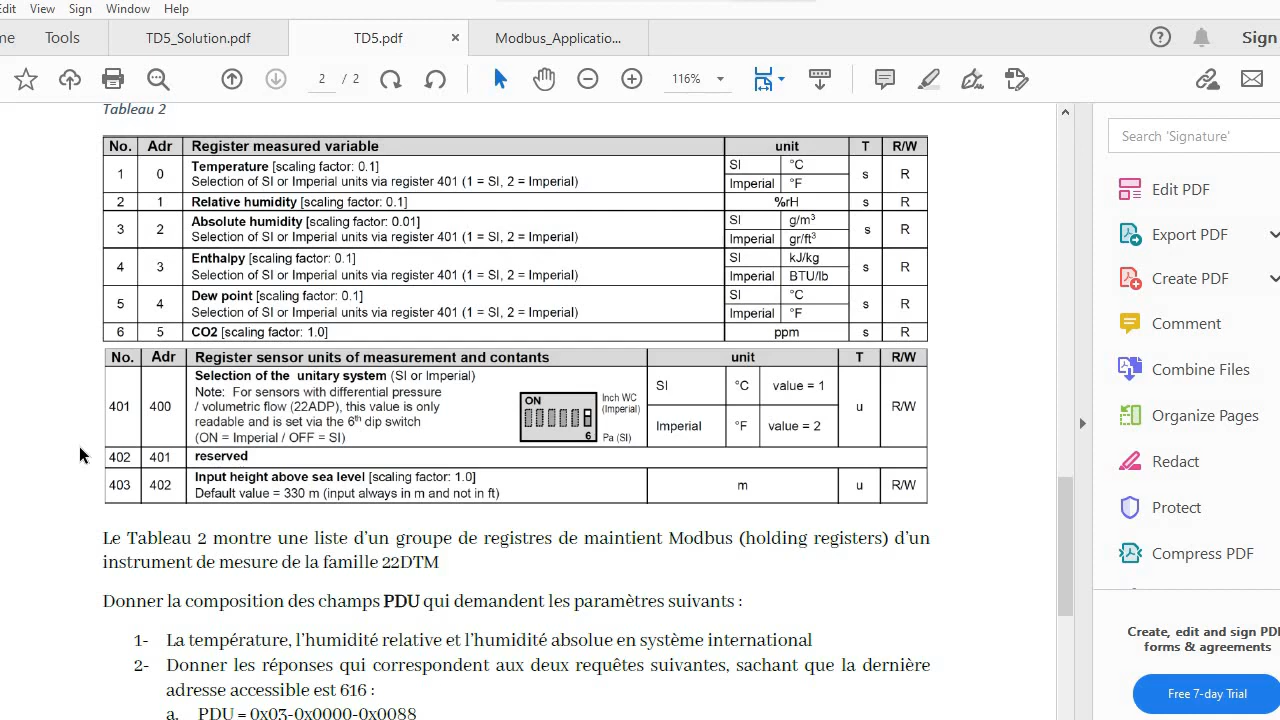 Edit View Sign Window Help
me Tools TD5_Solution.pdf TD5.pdf × Modbus_Applicatio... ? Sign
2 / 2 116%
Tableau 2
No. Adr Register measured variable unit T R/W
1 0 Temperature [scaling factor: 0.1] SI °C s R
Selection of SI or Imperial units via register 401 (1 = SI, 2 = Imperial) Imperial °F
2 1 Relative humidity [scaling factor: 0.1] %rH s R
3 2 Absolute humidity [scaling factor: 0.01] SI g/m³ s R
Selection of SI or Imperial units via register 401 (1 = SI, 2 = Imperial) Imperial gr/ft³
4 3 Enthalpy [scaling factor: 0.1] SI kJ/kg s R
Selection of SI or Imperial units via register 401 (1 = SI, 2 = Imperial) Imperial BTU/lb
5 4 Dew point [scaling factor: 0.1] SI °C s R
Selection of SI or Imperial units via register 401 (1 = SI, 2 = Imperial) Imperial °F
6 5 CO2 [scaling factor: 1.0] ppm s R
No. Adr Register sensor units of measurement and contants unit T R/W
401 400 Selection of the unitary system (SI or Imperial) SI °C value = 1 u R/W
Note: For sensors with differential pressure
/ volumetric flow (22ADP), this value is only
readable and is set via the 6th dip switch
(ON = Imperial / OFF = SI)
Imperial °F value = 2
ON
6
Inch WC
(Imperial)
Pa (SI)
402 401 reserved
403 402 Input height above sea level [scaling factor: 1.0] m u R/W
Default value = 330 m (input always in m and not in ft)
Le Tableau 2 montre une liste d'un groupe de registres de maintient Modbus (holding registers) d'un
instrument de mesure de la famille 22DTM
Donner la composition des champs PDU qui demandent les paramètres suivants :
1- La température, l'humidité relative et l'humidité absolue en système international
2- Donner les réponses qui correspondent aux deux requêtes suivantes, sachant que la dernière
adresse accessible est 616 :
a. PDU = 0x03-0x0000-0x0088
Search 'Signature'
Edit PDF
Export PDF
Create PDF
Comment
Combine Files
Organize Pages
Redact
Protect
Compress PDF
Create, edit and sign PD
forms & agreements
Free 7-day Trial